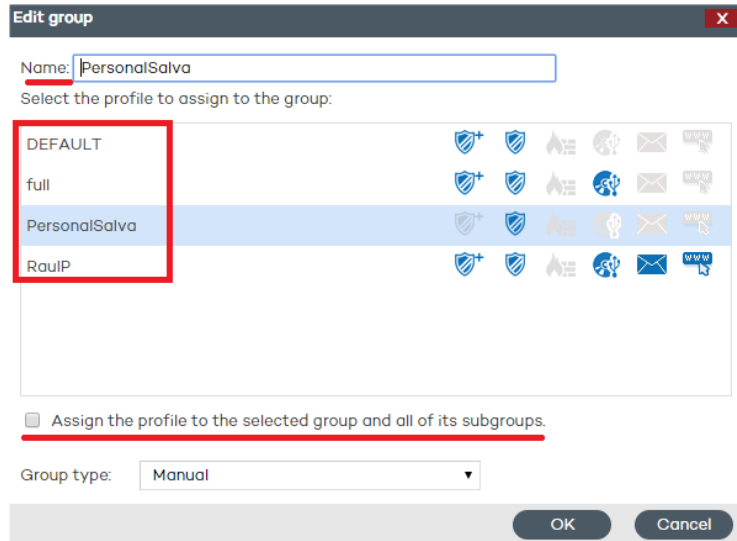 Edit group
X
Name: PersonalSalva
Select the profile to assign to the group:
DEFAULT
full
PersonalSalva
RaulP
Assign the profile to the selected group and all of its subgroups.
Group type: Manual
OK Cancel